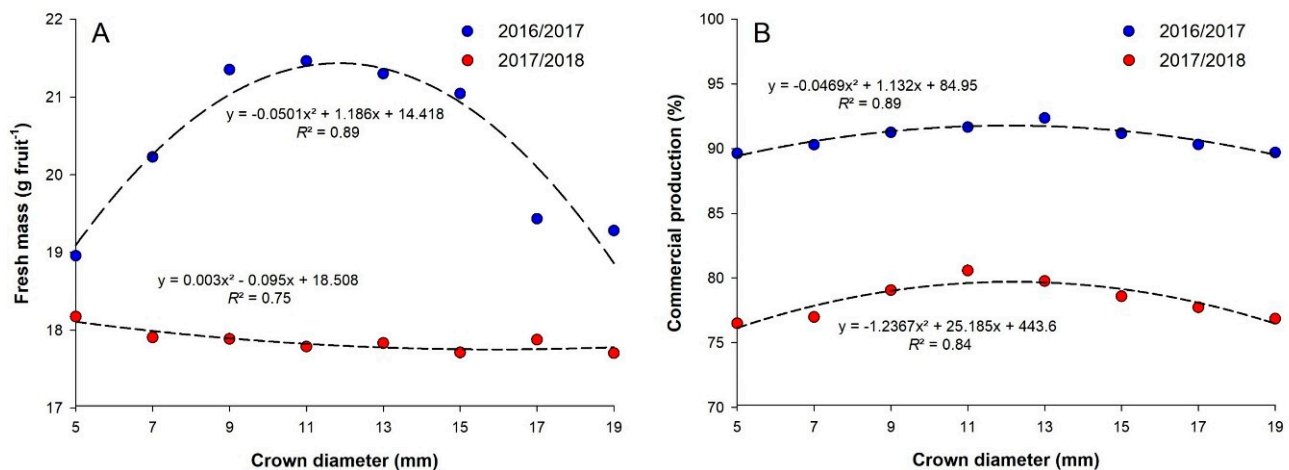 A
2016/2017
2017/2018
y = -0.0501x² + 1.186x + 14.418
R² = 0.89
y = 0.003x² - 0.095x + 18.508
R² = 0.75
Fresh mass (g fruit⁻¹)
22
21
20
19
18
17
5 7 9 11 13 15 17 19
Crown diameter (mm)
B
2016/2017
2017/2018
y = -0.0469x² + 1.132x + 84.95
R² = 0.89
y = -1.2367x² + 25.185x + 443.6
R² = 0.84
Commercial production (%)
100
95
90
85
80
75
70
5 7 9 11 13 15 17 19
Crown diameter (mm)